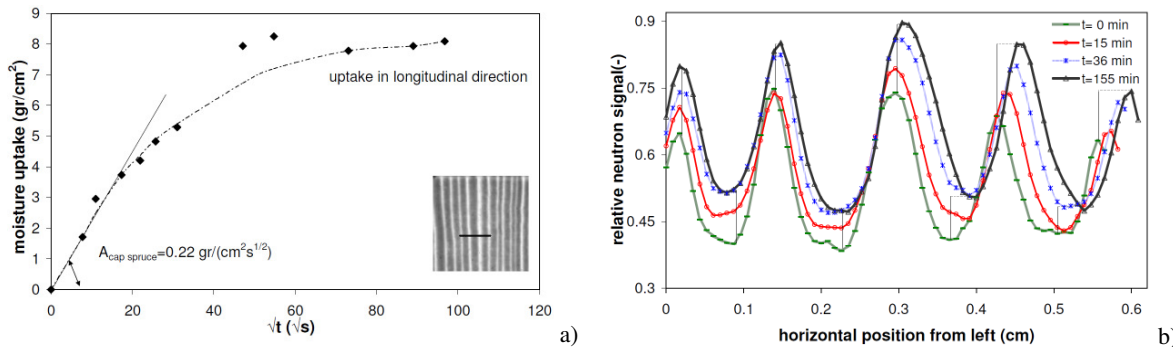 moisture uptake (gr/cm²)
9
8
7
6
5
4
3
2
1
0
0 20 40 60 80 100 120
√t (√s)
uptake in longitudinal direction
A cap spruce=0.22 gr/(cm²s^1/2)
a)
relative neutron signal(-)
0.9
0.75
0.6
0.45
0.3
0 0.1 0.2 0.3 0.4 0.5 0.6
horizontal position from left (cm)
t= 0 min
t=15 min
t=36 min
t=155 min
b)